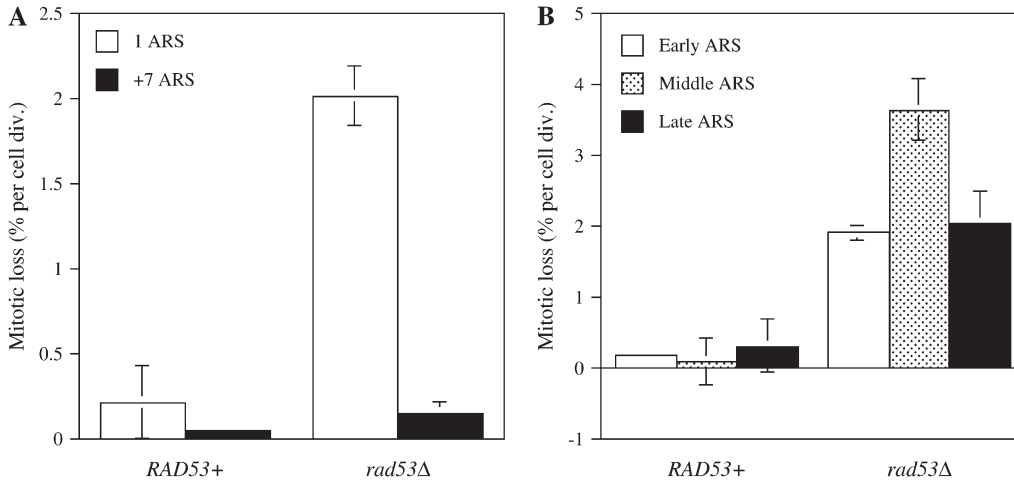 A
2.5
2
1.5
1
0.5
0
Mitotic loss (% per cell div.)
1 ARS
+7 ARS
RAD53+
rad53Δ
B
5
4
3
2
1
0
-1
Mitotic loss (% per cell div.)
Early ARS
Middle ARS
Late ARS
RAD53+
rad53Δ